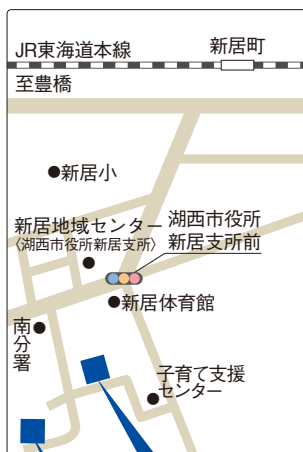 JR東海道本線
新居町
至豊橋
新居小
新居地域センター
〈湖西市役所新居支所〉
湖西市役所
新居支所前
新居体育館
南分署
子育て支援
センター